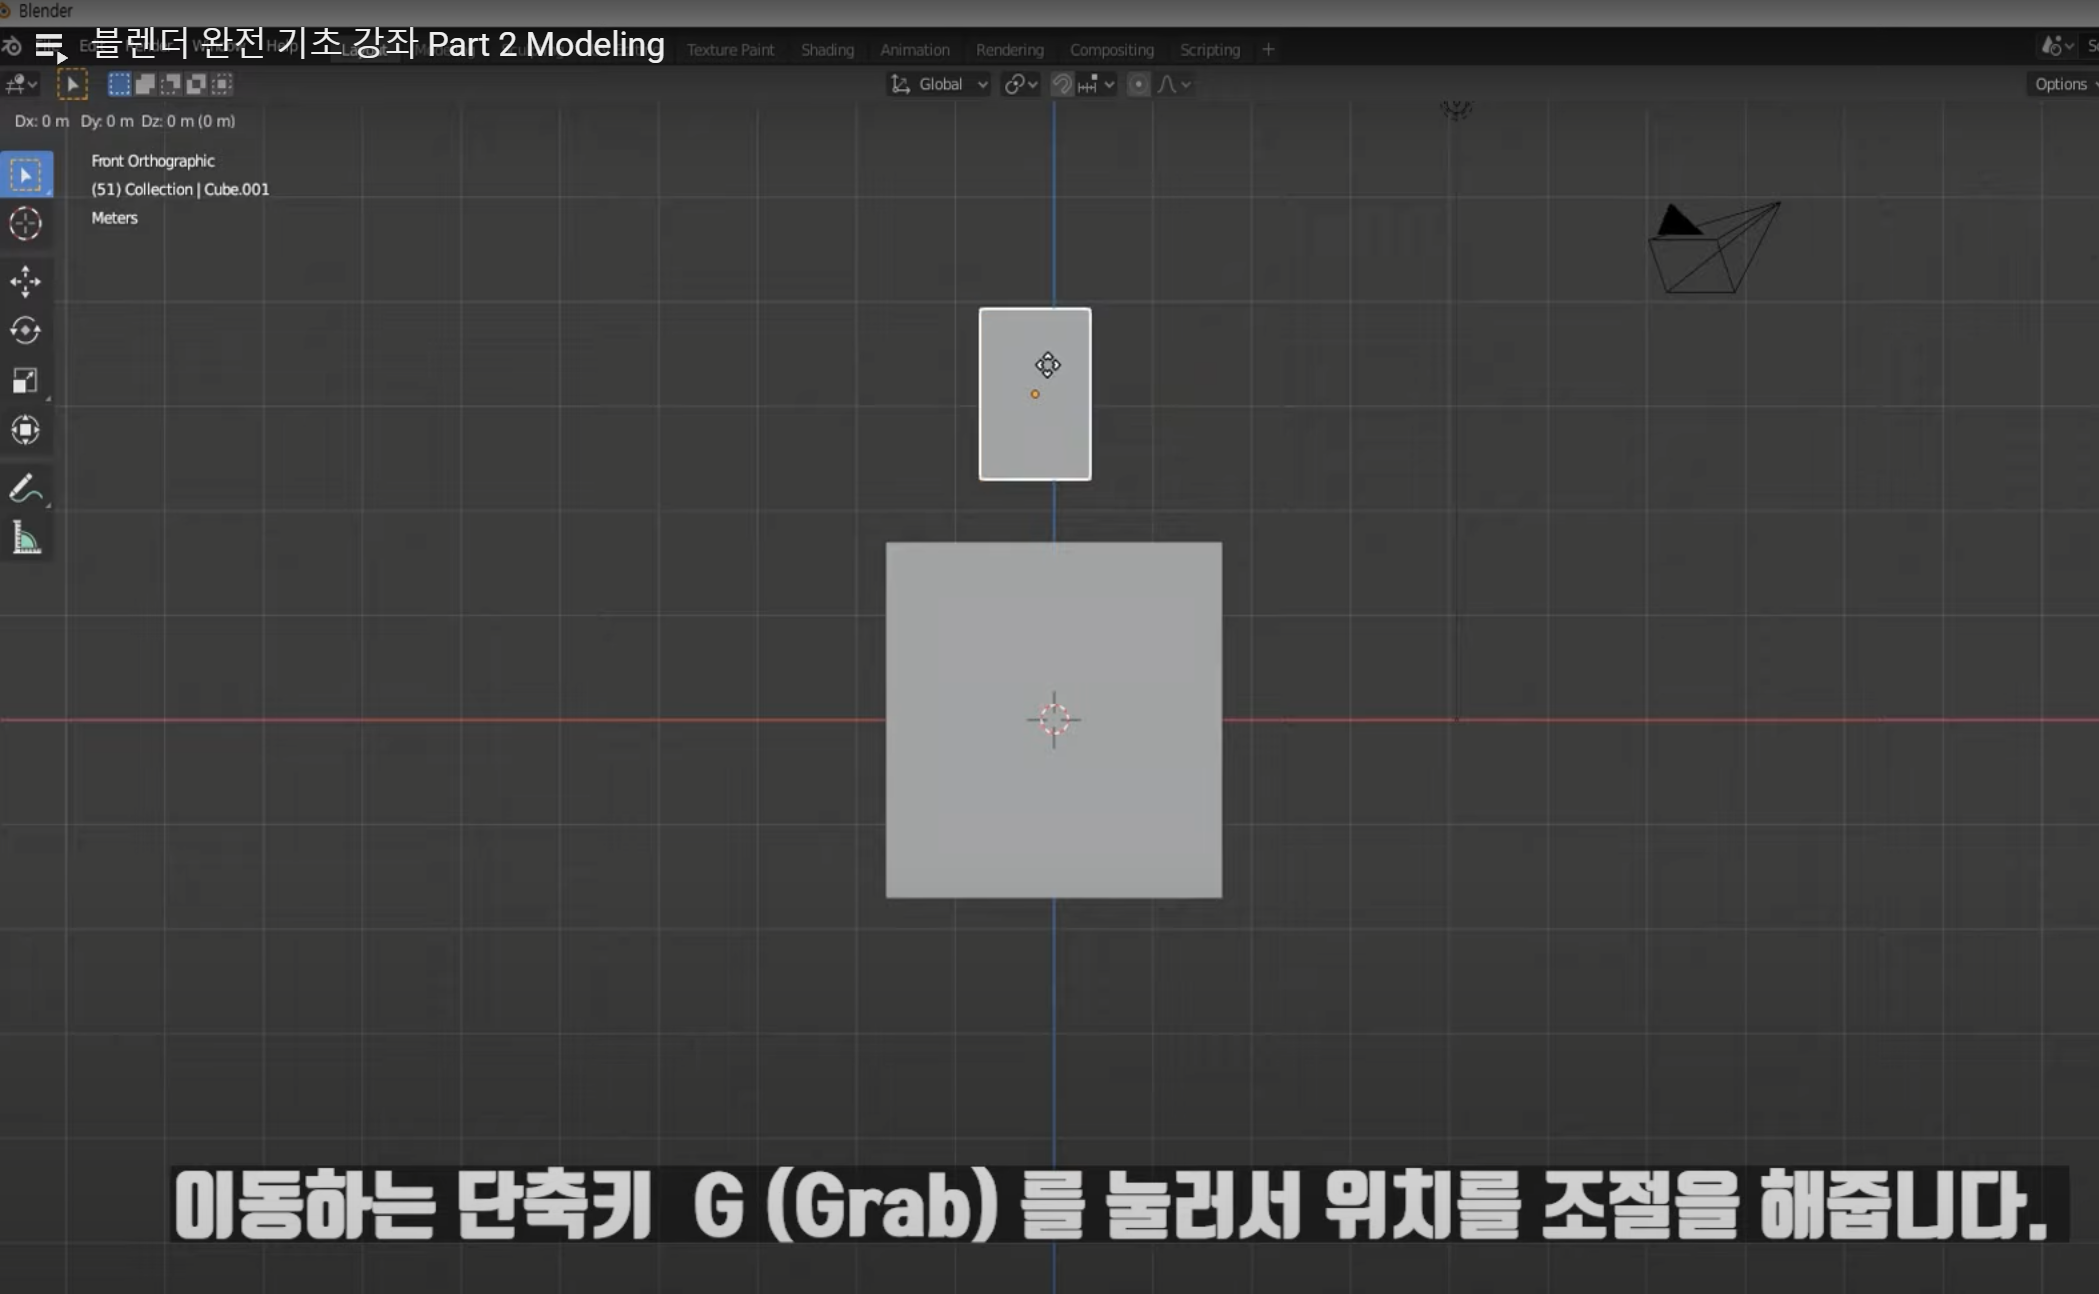 Blender
블렌더 완전 기초 강좌 Part 2 Modeling
Texture Paint Shading Animation Rendering Compositing Scripting +
Global
Options
Dx: 0 m Dy: 0 m Dz: 0 m (0 m)
Front Orthographic
(51) Collection | Cube.001
Meters
이동하는 단축키 G (Grab) 를 눌러서 위치를 조절을 해줍니다.